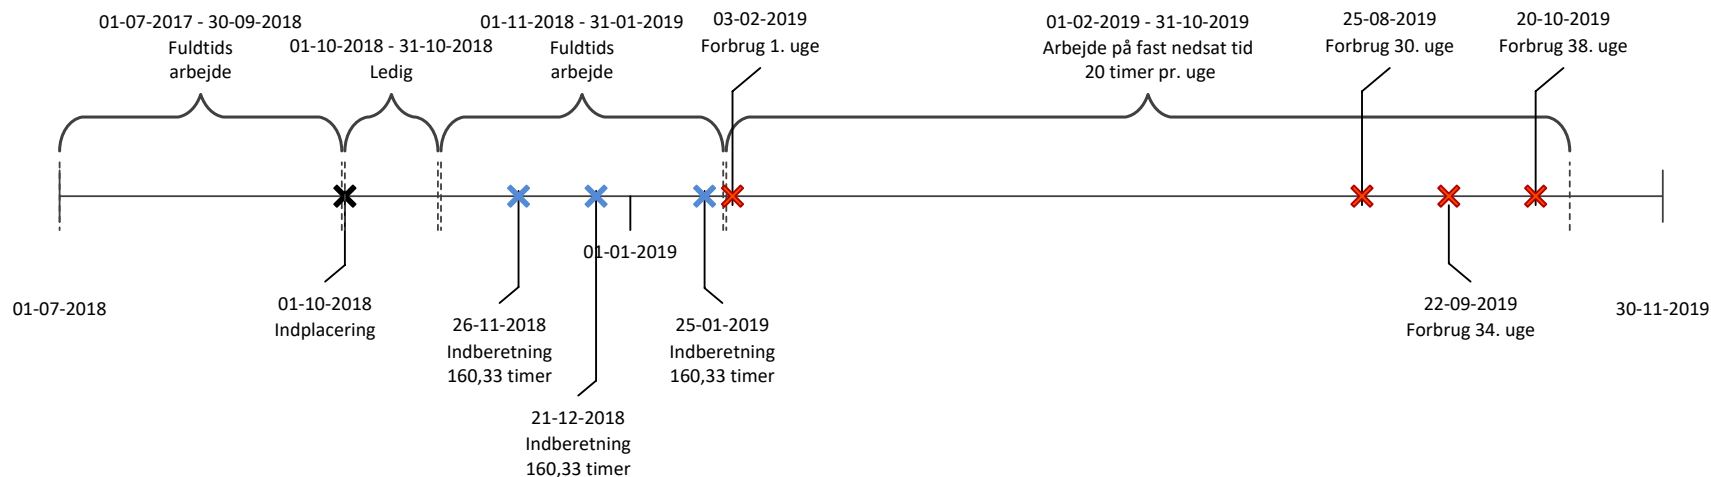 01-07-2017 - 30-09-2018
Fuldtids
arbejde
01-10-2018 - 31-10-2018
Ledig
01-11-2018 - 31-01-2019
Fuldtids
arbejde
03-02-2019
Forbrug 1. uge
01-02-2019 - 31-10-2019
Arbejde på fast nedsat tid
20 timer pr. uge
25-08-2019
Forbrug 30. uge
20-10-2019
Forbrug 38. uge
01-01-2019
01-07-2018
01-10-2018
Indplacering
26-11-2018
Indberetning
160,33 timer
21-12-2018
Indberetning
160,33 timer
25-01-2019
Indberetning
160,33 timer
22-09-2019
Forbrug 34. uge
30-11-2019